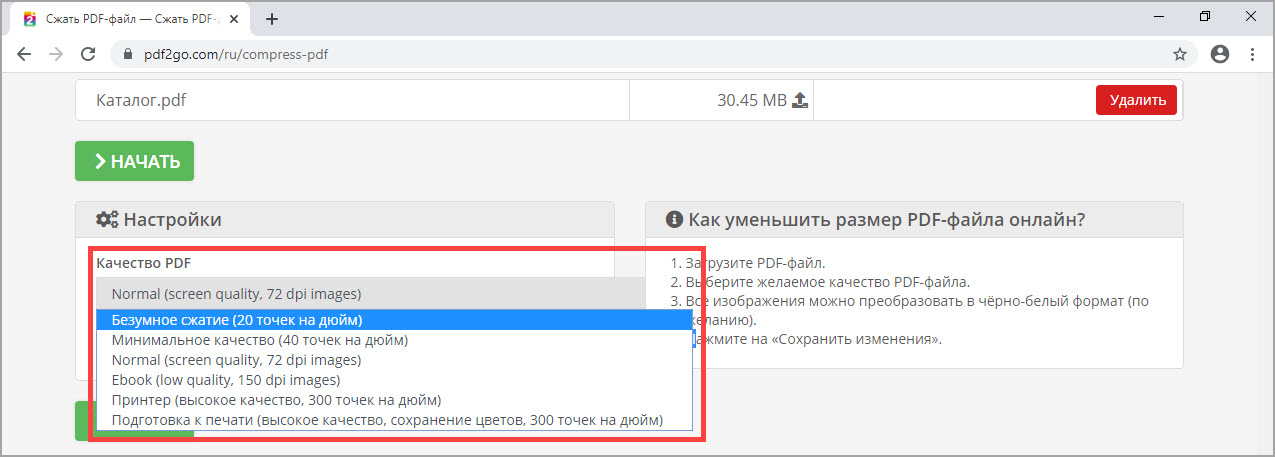 Сжать PDF-файл — Сжать PDF-
pdf2go.com/ru/compress-pdf
Каталог.pdf
30.45 MB
Удалить
НАЧАТЬ
Настройки
Качество PDF
Normal (screen quality, 72 dpi images)
Безумное сжатие (20 точек на дюйм)
Минимальное качество (40 точек на дюйм)
Normal (screen quality, 72 dpi images)
Ebook (low quality, 150 dpi images)
Принтер (высокое качество, 300 точек на дюйм)
Подготовка к печати (высокое качество, сохранение цветов, 300 точек на дюйм)
Как уменьшить размер PDF-файла онлайн?
1. Загрузите PDF-файл.
2. Выберите желаемое качество PDF-файла.
3. Все изображения можно преобразовать в чёрно-белый формат (по
желанию).
ажмите на «Сохранить изменения».